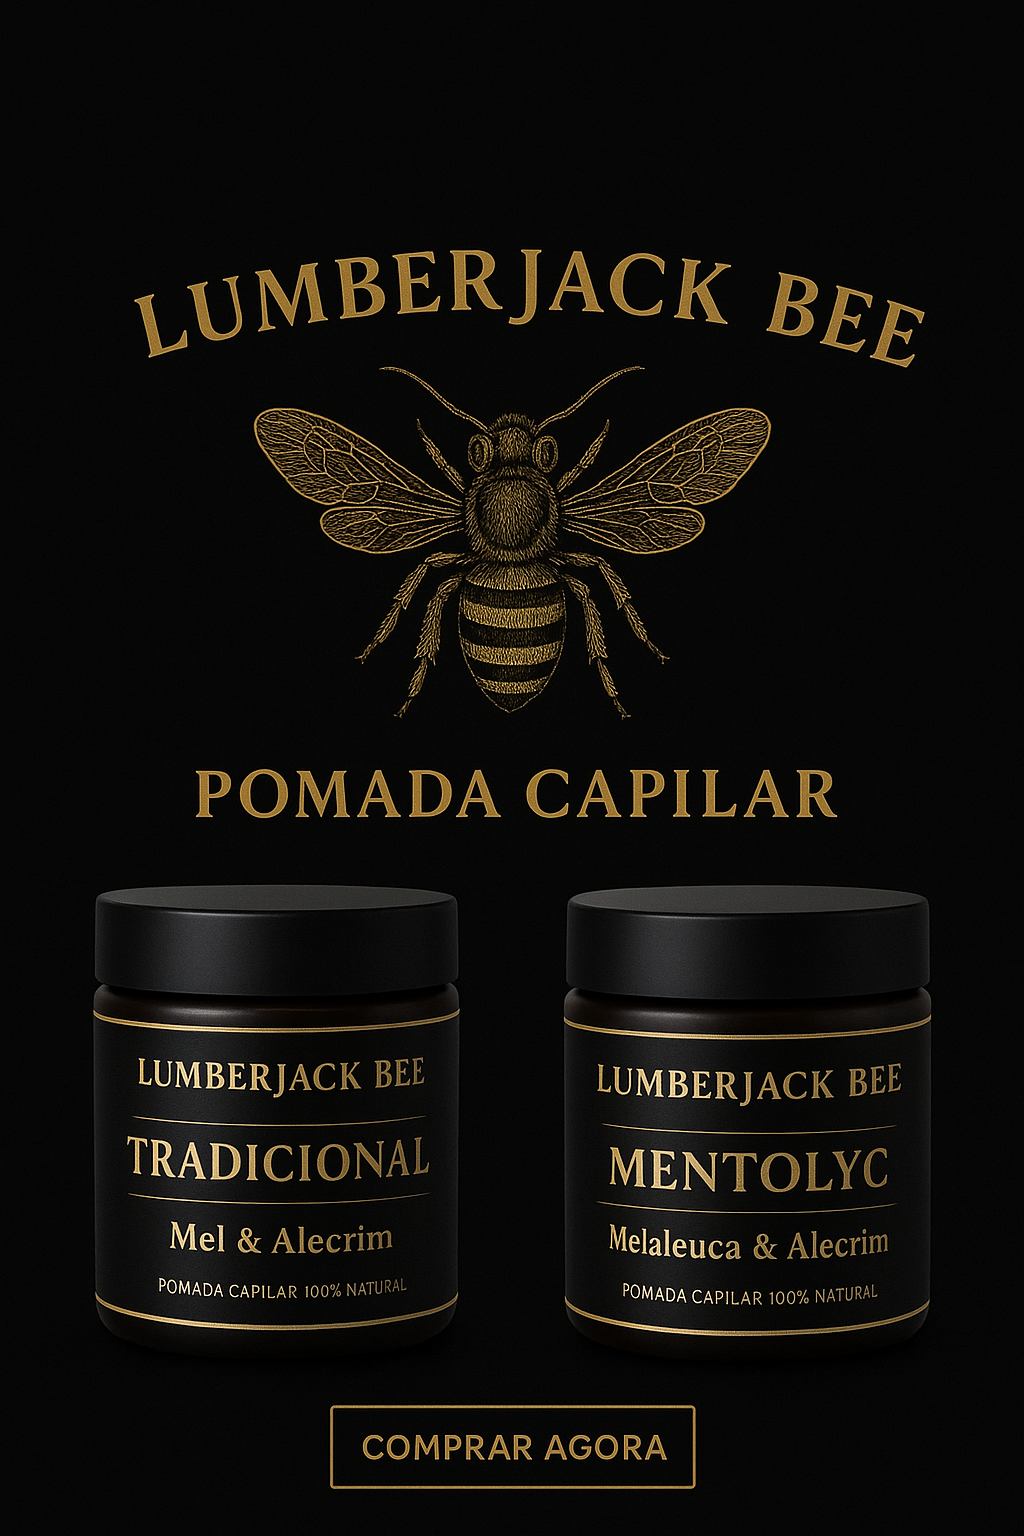 LUMBERJACK BEE
POMADA CAPILAR
LUMBERJACK BEE
TRADICIONAL
Mel & Alecrim
POMADA CAPILAR 100% NATURAL
LUMBERJACK BEE
MENTOLYC
Melaleuca & Alecrim
POMADA CAPILAR 100% NATURAL
COMPRAR AGORA